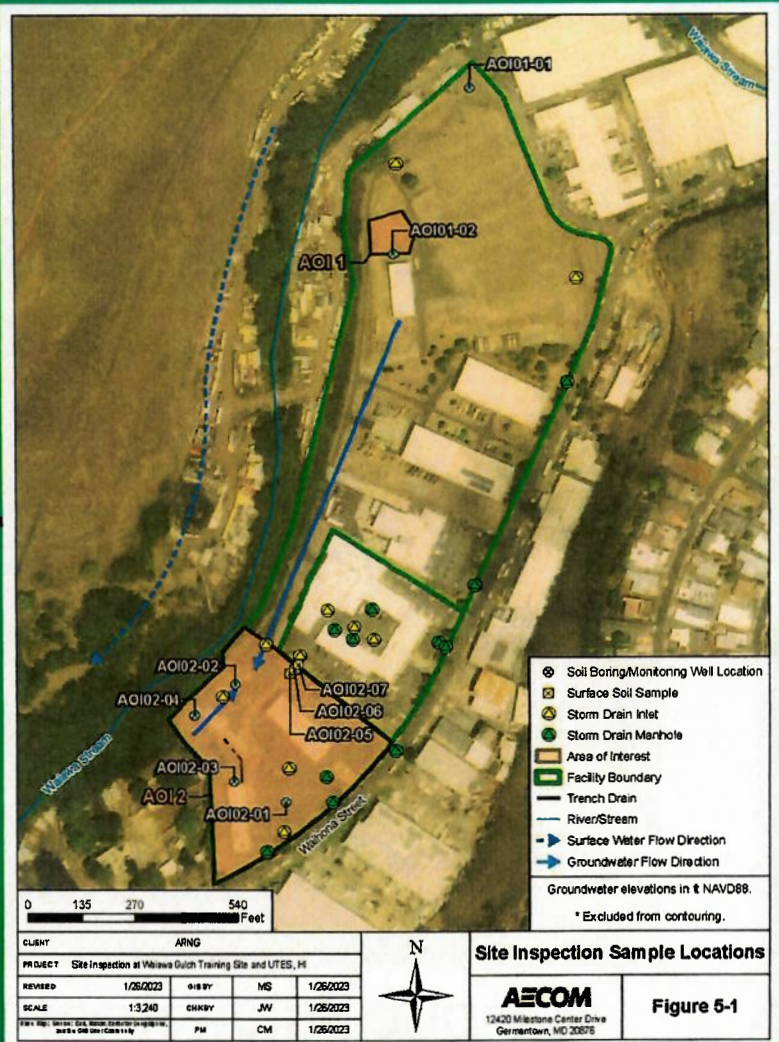 Waiawa Stream
AOI01-01
AOI01-02
AOI 1
AOI02-02
AOI02-04
AOI02-07
AOI02-06
AOI02-05
AOI02-03
AOI 2
AOI02-01
Waihona Street
Waiawa Stream
Soil Boring/Monitoring Well Location
Surface Soil Sample
Storm Drain Inlet
Storm Drain Manhole
Area of Interest
Facility Boundary
Trench Drain
River/Stream
Surface Water Flow Direction
Groundwater Flow Direction
Groundwater elevations in ft NAVD88.
* Excluded from contouring.
0 135 270 540
Feet
CLIENT ARNG
PROJECT Site Inspection at Waiawa Gulch Training Site and UTES, HI
REVISED 1/26/2023 GIS BY MS 1/26/2023
SCALE 1:3,240 CHK BY JW 1/26/2023
PM CM 1/26/2023
N
Site Inspection Sample Locations
AECOM
12420 Milestone Center Drive
Germantown, MD 20876
Figure 5-1